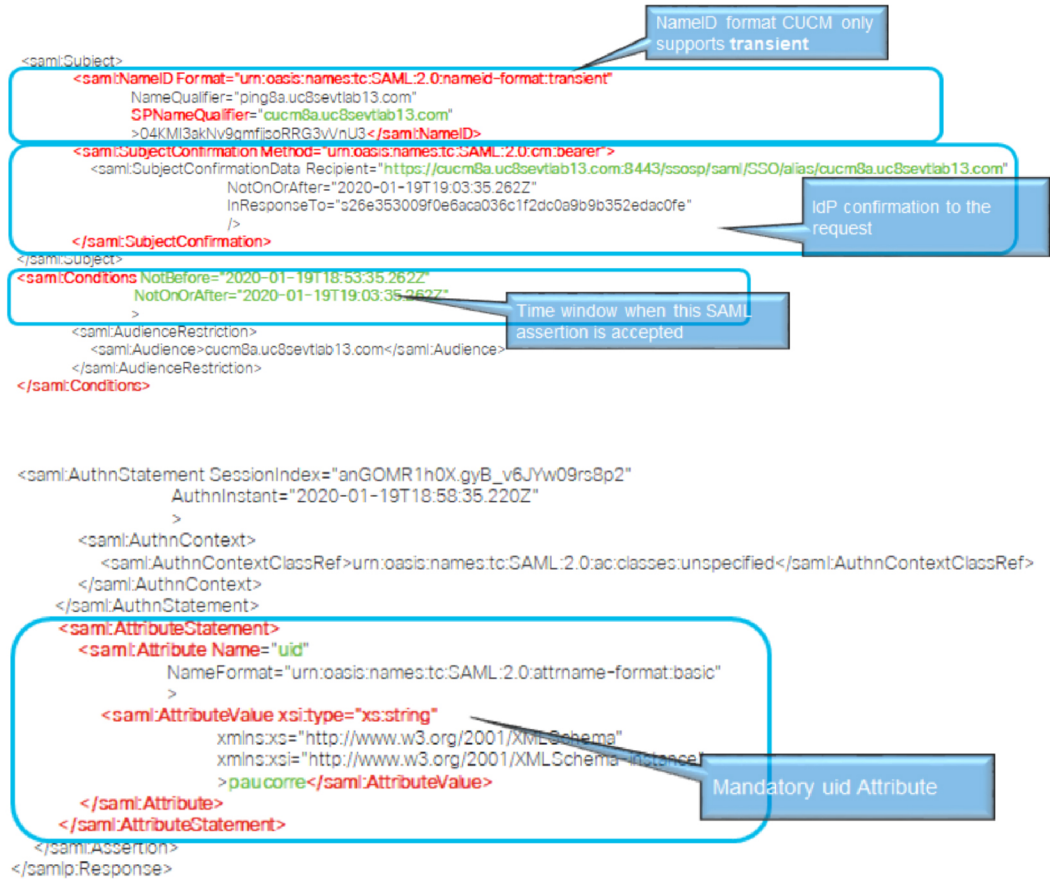 NameID format CUCM only
supports transient
<saml:Subject>
<saml:NameID Format="urn:oasis:names:tc:SAML:2.0:nameid-format:transient"
NameQualifier="ping8a.uc8sevtlab13.com"
SPNameQualifier="cucm8a.uc8sevtlab13.com"
>04KMI3akNv9gmfijsoRRG3vVnU3</saml:NameID>
<saml:SubjectConfirmation Method="urn:oasis:names:tc:SAML:2.0:cm:bearer">
<saml:SubjectConfirmationData Recipient="https://cucm8a.uc8sevtlab13.com:8443/ssosp/saml/SSO/alias/cucm8a.uc8sevtlab13.com"
NotOnOrAfter="2020-01-19T19:03:35.262Z"
InResponseTo="s26e353009f0e6aca036c1f2dc0a9b9b352edac0fe"
/>
</saml:SubjectConfirmation>
IdP confirmation to the
request
</saml:Subject>
<saml:Conditions NotBefore="2020-01-19T18:53:35.262Z"
NotOnOrAfter="2020-01-19T19:03:35.262Z"
>
Time window when this SAML
assertion is accepted
<saml:AudienceRestriction>
<saml:Audience>cucm8a.uc8sevtlab13.com</saml:Audience>
</saml:AudienceRestriction>
</saml:Conditions>
<saml:AuthnStatement SessionIndex="anGOMR1h0X.gyB_v6JYw09rs8p2"
AuthnInstant="2020-01-19T18:58:35.220Z"
>
<saml:AuthnContext>
<saml:AuthnContextClassRef>urn:oasis:names:tc:SAML:2.0:ac:classes:unspecified</saml:AuthnContextClassRef>
</saml:AuthnContext>
</saml:AuthnStatement>
<saml:AttributeStatement>
<saml:Attribute Name="uid"
NameFormat="urn:oasis:names:tc:SAML:2.0:attrname-format:basic"
>
<saml:AttributeValue xsi:type="xs:string"
xmlns:xs="http://www.w3.org/2001/XMLSchema"
xmlns:xsi="http://www.w3.org/2001/XMLSchema-instance"
>paucorre</saml:AttributeValue>
Mandatory uid Attribute
</saml:Attribute>
</saml:AttributeStatement>
</saml:Assertion>
</samlp:Response>